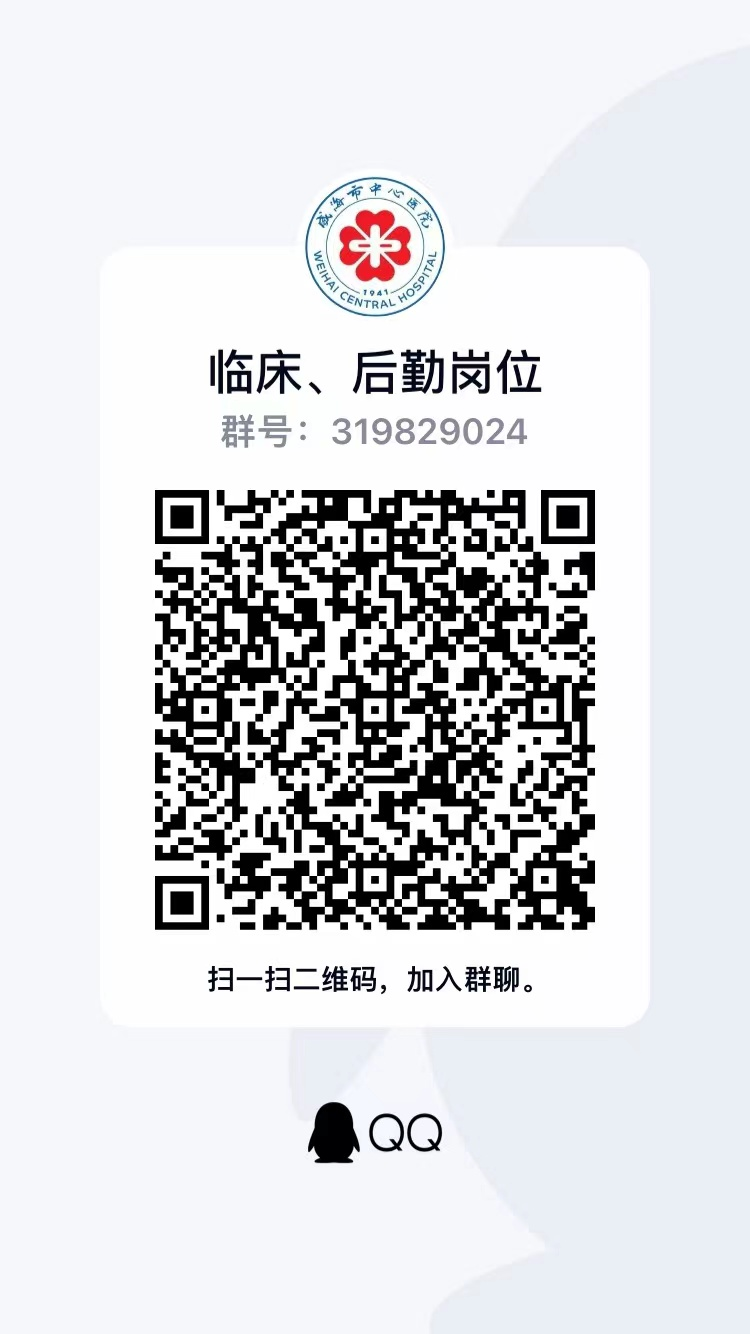 威海市中心医院
WEIHAI CENTRAL HOSPITAL
1941
临床、后勤岗位
群号：319829024
扫一扫二维码，加入群聊。
QQ